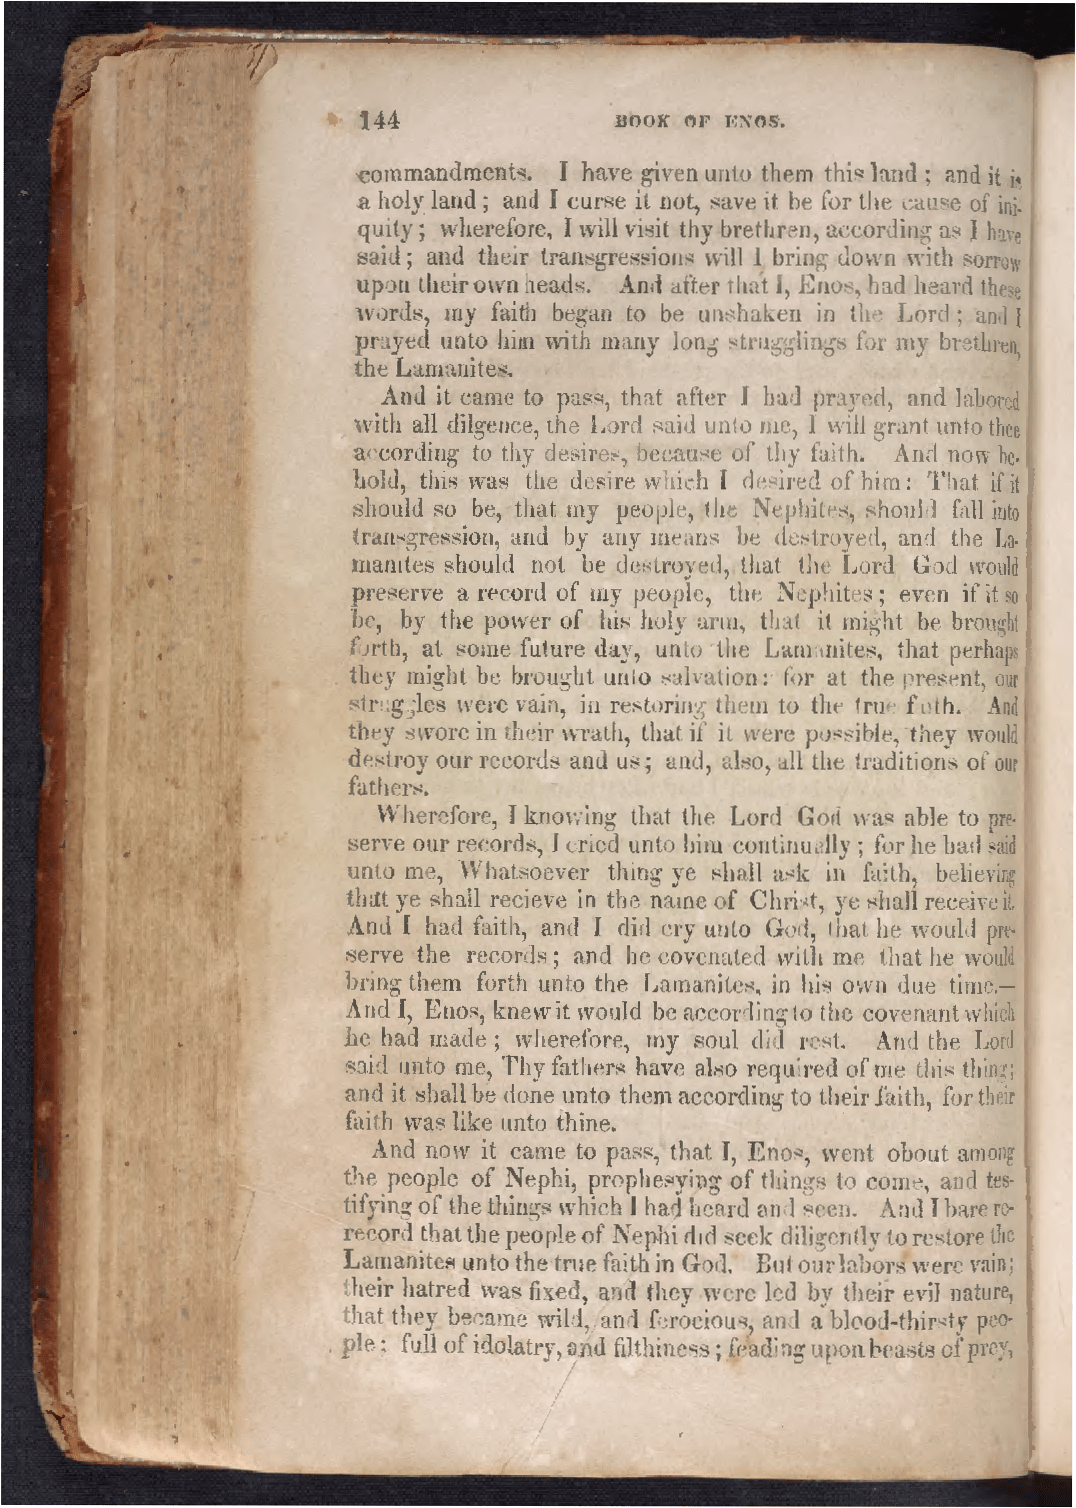 144 BOOK OF ENOS.
commandments. I have given unto them this land ; and it is
a holy land ; and I curse it not, save it be for the cause of ini-
quity ; wherefore, I will visit thy brethren, according as I have
said ; and their transgressions will I bring down with sorrow
upon their own heads. And after that I, Enos, had heard these
words, my faith began to be unshaken in the Lord ; and I
prayed unto him with many long strugglings for my brethren,
the Lamanites.
And it came to pass, that after I had prayed, and labored
with all dilgence, the Lord said unto me, I will grant unto thee
according to thy desires, because of thy faith. And now be-
hold, this was the desire which I desired of him : That if it
should so be, that my people, the Nephites, should fall into
transgression, and by any means be destroyed, and the La-
manites should not be destroyed, that the Lord God would
preserve a record of my people, the Nephites ; even if it so
be, by the power of his holy arm, that it might be brought
forth, at some future day, unto the Lamanites, that perhaps
they might be brought unto salvation : for at the present, our
struggles were vain, in restoring them to the true faith. And
they swore in their wrath, that if it were possible, they would
destroy our records and us ; and, also, all the traditions of our
fathers.
Wherefore, I knowing that the Lord God was able to pre-
serve our records, I cried unto him continually ; for he had said
unto me, Whatsoever thing ye shall ask in faith, believing
that ye shall recieve in the name of Christ, ye shall receive it.
And I had faith, and I did cry unto God, that he would pre-
serve the records ; and he covenated with me that he would
bring them forth unto the Lamanites, in his own due time.—
And I, Enos, knew it would be according to the covenant which
he had made ; wherefore, my soul did rest. And the Lord
said unto me, Thy fathers have also required of me this thing ;
and it shall be done unto them according to their faith, for their
faith was like unto thine.
And now it came to pass, that I, Enos, went obout among
the people of Nephi, prophesying of things to come, and tes-
tifying of the things which I had heard and seen. And I bare re-
record that the people of Nephi did seek diligently to restore the
Lamanites unto the true faith in God. But our labors were vain ;
their hatred was fixed, and they were led by their evil nature,
that they became wild, and ferocious, and a blood-thirsty peo-
ple : full of idolatry, and filthiness ; feading upon beasts of prey,